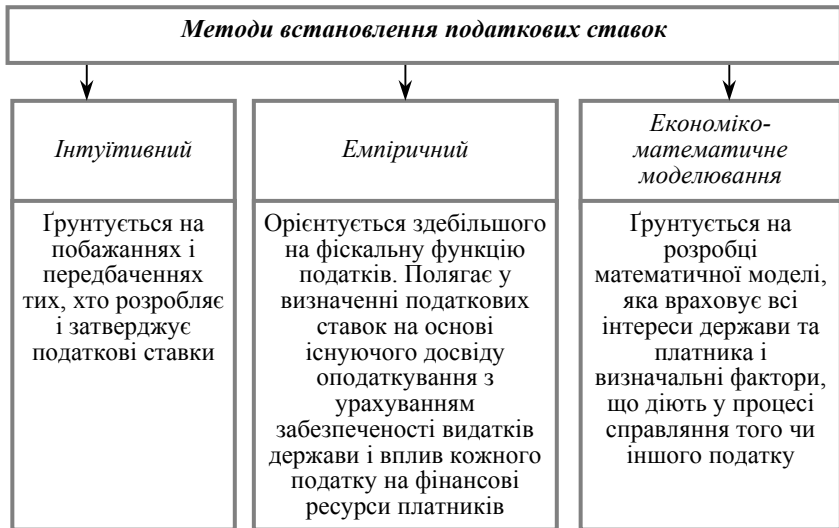 Методи встановлення податкових ставок
Інтуїтивний
Емпіричний
Економіко-
математичне
моделювання
Ґрунтується на
побажаннях і
передбаченнях
тих, хто розробляє
і затверджує
податкові ставки
Орієнтується здебільшого
на фіскальну функцію
податків. Полягає у
визначенні податкових
ставок на основі
існуючого досвіду
оподаткування з
урахуванням
забезпеченості видатків
держави і вплив кожного
податку на фінансові
ресурси платників
Ґрунтується на
розробці
математичної моделі,
яка враховує всі
інтереси держави та
платника і
визначальні фактори,
що діють у процесі
справляння того чи
іншого податку